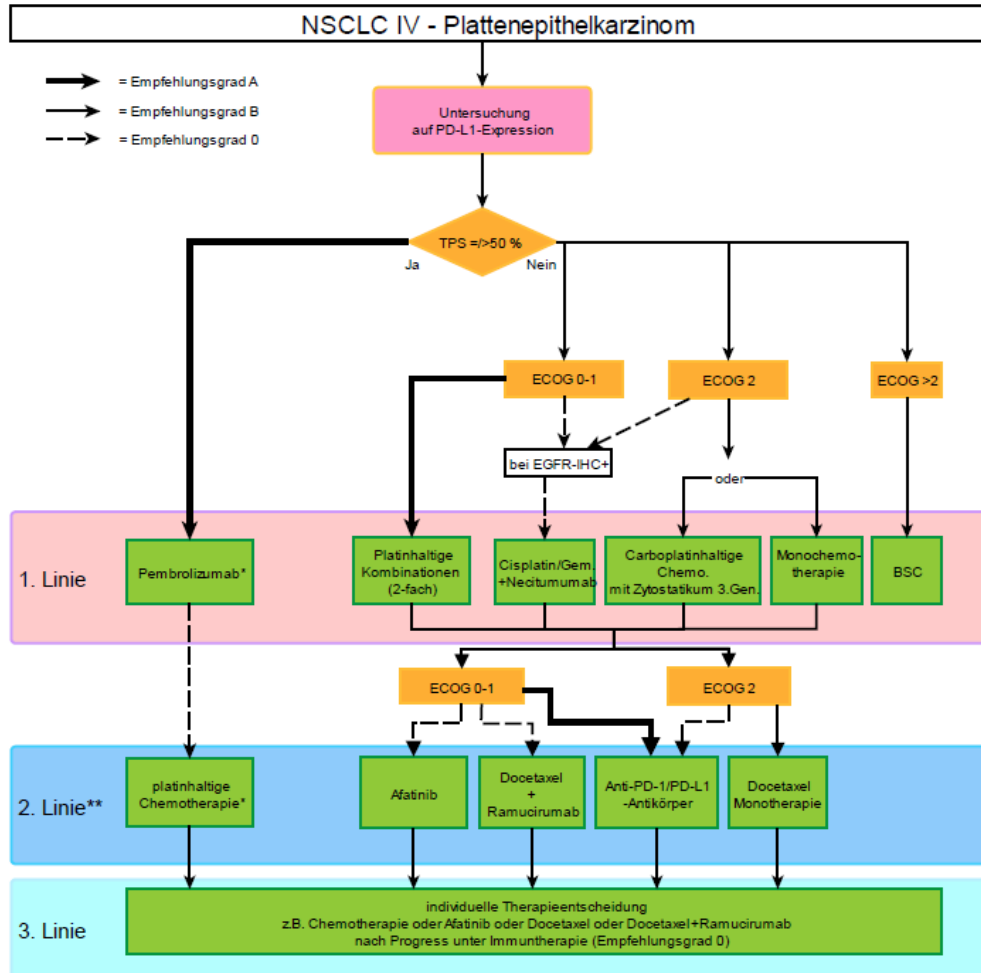 NSCLC IV - Plattenepithelkarzinom
= Empfehlungsgrad A
= Empfehlungsgrad B
= Empfehlungsgrad 0
Untersuchung
auf PD-L1-Expression
TPS =/>50 %
Ja
Nein
ECOG 0-1
ECOG 2
ECOG >2
bei EGFR-IHC+
oder
1. Linie
Pembrolizumab*
Platinhaltige
Kombinationen
(2-fach)
Cisplatin/Gem.
+Necitumumab
Carboplatinhaltige
Chemo.
mit Zytostatikum 3.Gen.
Monochemo-
therapie
BSC
ECOG 0-1
ECOG 2
2. Linie**
platinhaltige
Chemotherapie*
Afatinib
Docetaxel
+
Ramucirumab
Anti-PD-1/PD-L1
-Antikörper
Docetaxel
Monotherapie
3. Linie
individuelle Therapieentscheidung
z.B. Chemotherapie oder Afatinib oder Docetaxel oder Docetaxel+Ramucirumab
nach Progress unter Immuntherapie (Empfehlungsgrad 0)